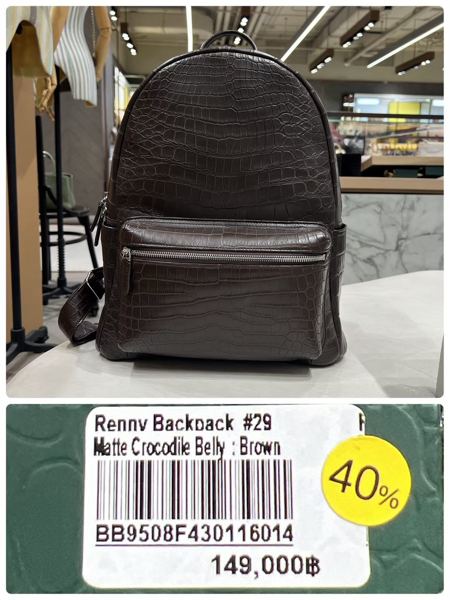 Renny Backpack #29
Matte Crocodile Belly : Brown
40%
BB9508F430116014
149,000฿